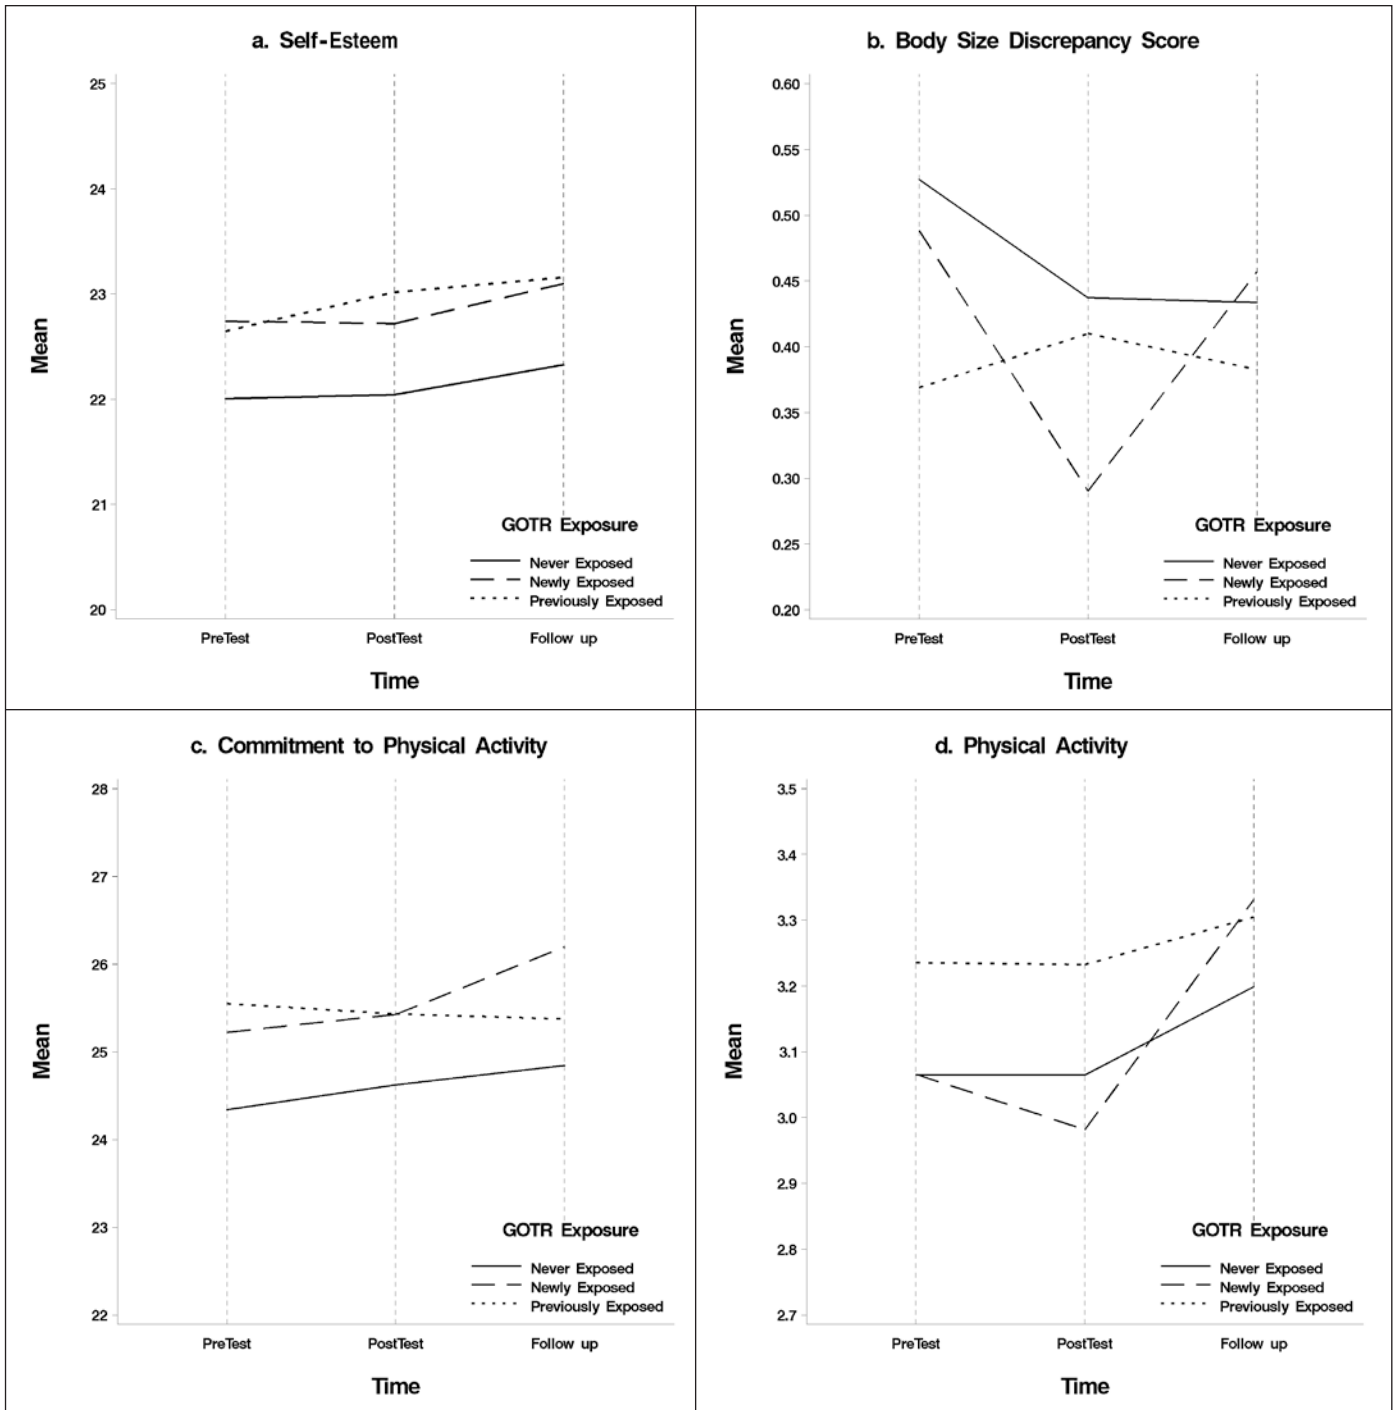 a. Self-Esteem
25
24
23
22
21
20
Mean
GOTR Exposure
Never Exposed
Newly Exposed
Previously Exposed
PreTest
PostTest
Follow up
Time
b. Body Size Discrepancy Score
0.60
0.55
0.50
0.45
0.40
0.35
0.30
0.25
0.20
Mean
GOTR Exposure
Never Exposed
Newly Exposed
Previously Exposed
PreTest
PostTest
Follow up
Time
c. Commitment to Physical Activity
28
27
26
25
24
23
22
Mean
GOTR Exposure
Never Exposed
Newly Exposed
Previously Exposed
PreTest
PostTest
Follow up
Time
d. Physical Activity
3.5
3.4
3.3
3.2
3.1
3.0
2.9
2.8
2.7
Mean
GOTR Exposure
Never Exposed
Newly Exposed
Previously Exposed
PreTest
PostTest
Follow up
Time